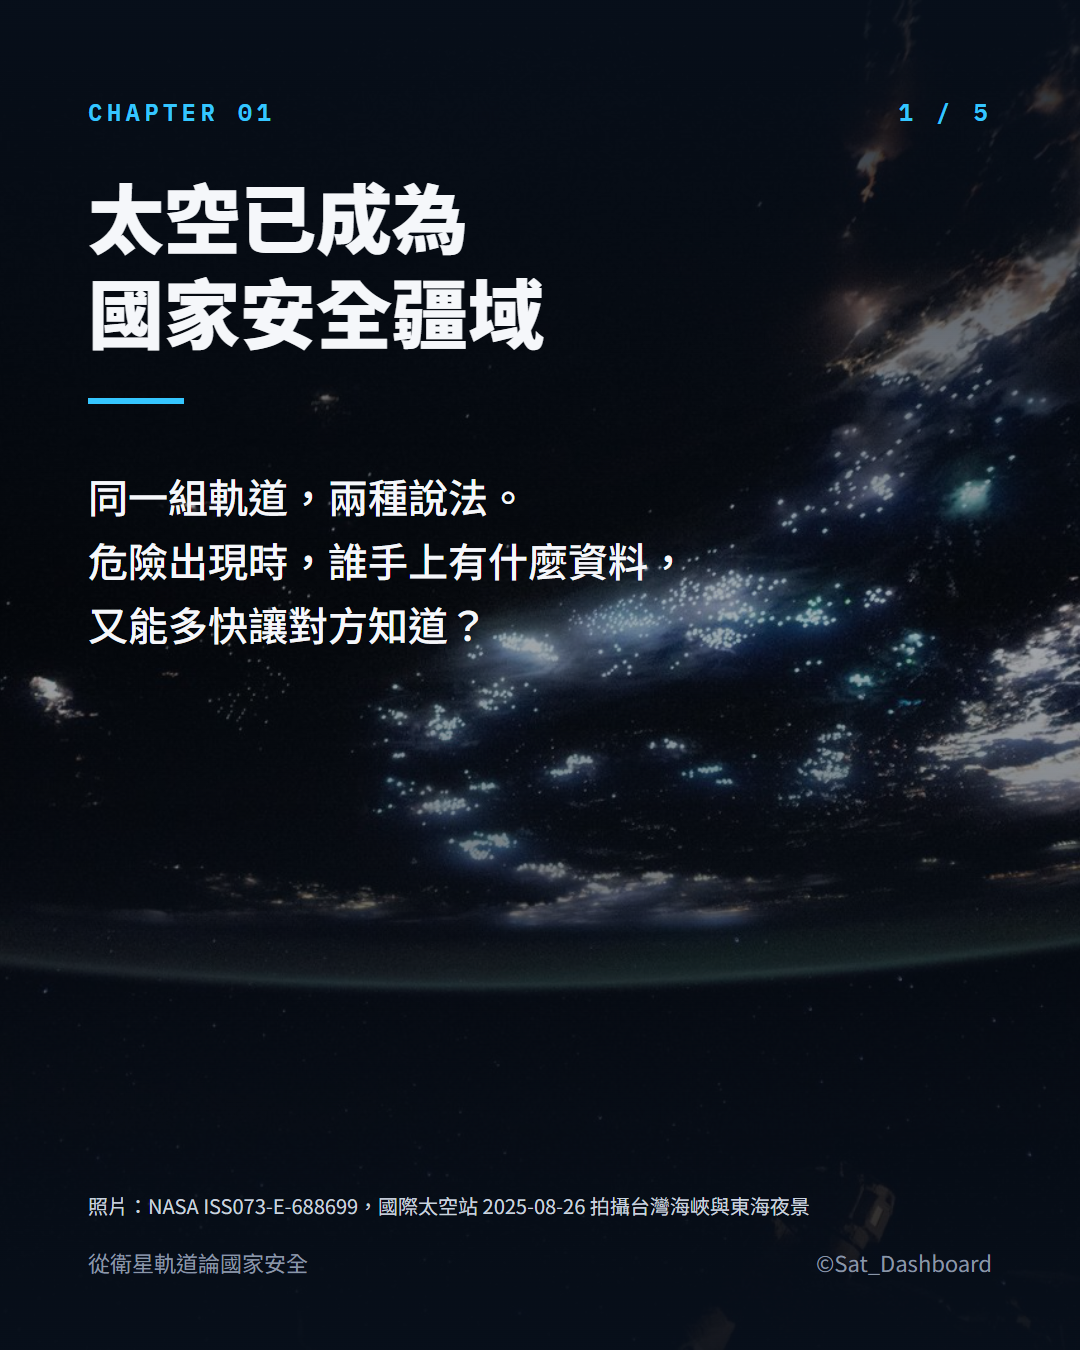 CHAPTER 01
1 / 5
太空已成為
國家安全疆域
同一組軌道，兩種說法。
危險出現時，誰手上有什麼資料，
又能多快讓對方知道？
照片：NASA ISS073-E-688699，國際太空站 2025-08-26 拍攝台灣海峽與東海夜景
從衛星軌道論國家安全
©Sat_Dashboard